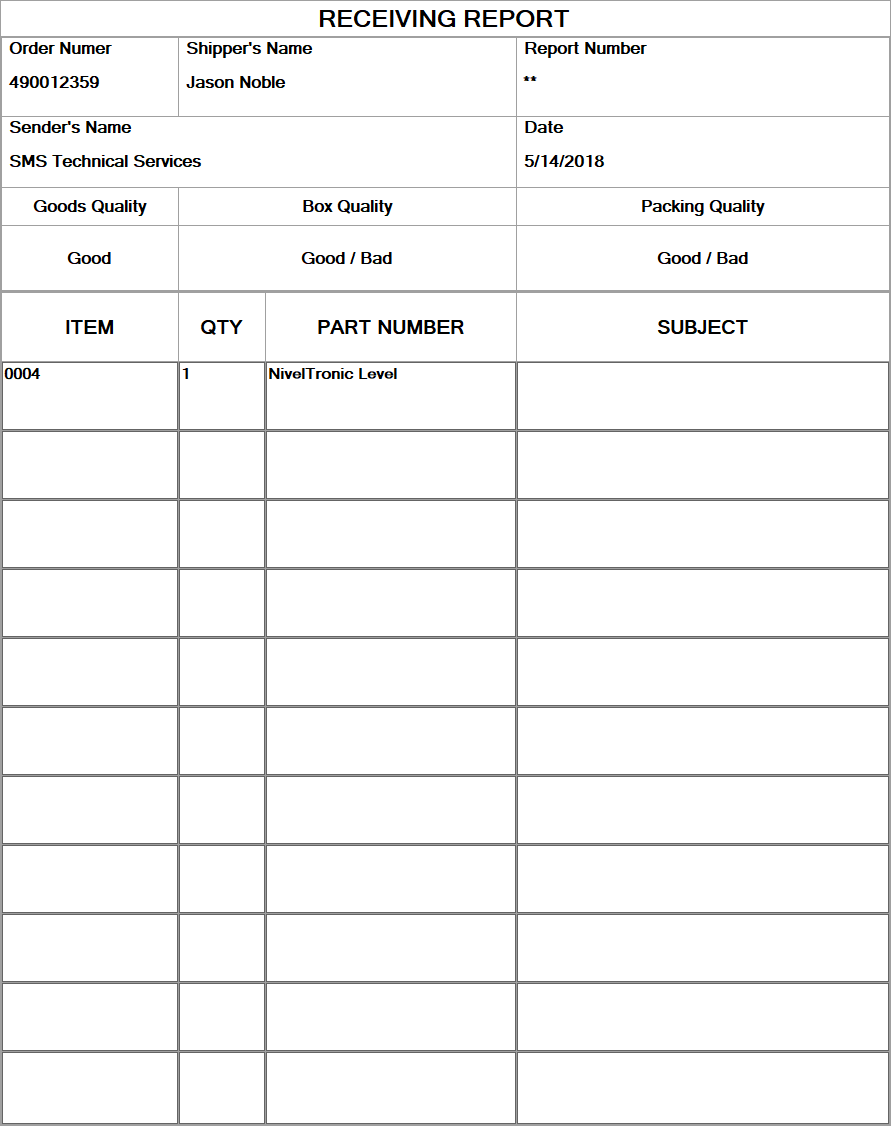 RECEIVING REPORT
Order Numer
490012359
Shipper's Name
Jason Noble
Report Number
**
Sender's Name
SMS Technical Services
Date
5/14/2018
Goods Quality
Box Quality
Packing Quality
Good
Good / Bad
Good / Bad
ITEM
QTY
PART NUMBER
SUBJECT
0004
1
NivelTronic Level